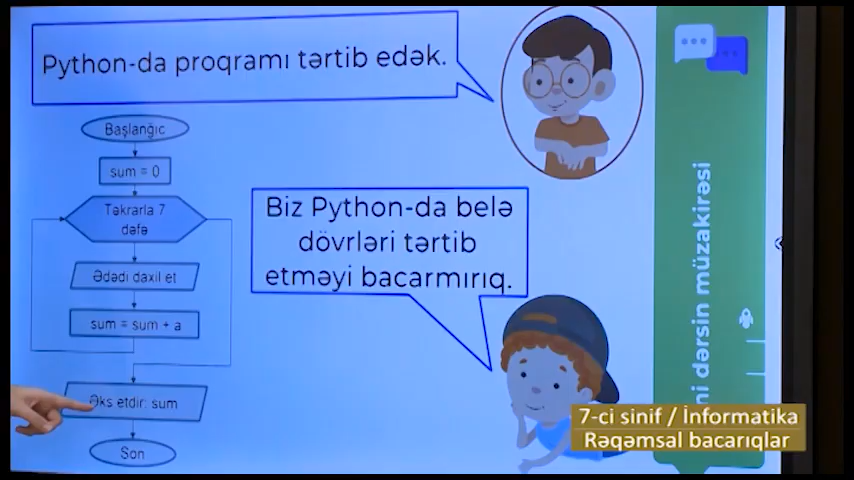 Python-da proqramı tərtib edək.
Başlanğıc
sum = 0
Təkrarla 7
dəfə
Ədədi daxil et
sum = sum + a
Əks etdir: sum
Son
Biz Python-da belə
dövrləri tərtib
etməyi bacarmırıq.
dərsin müzakirəsi
7-ci sinif / İnformatika
Rəqəmsal bacarıqlar